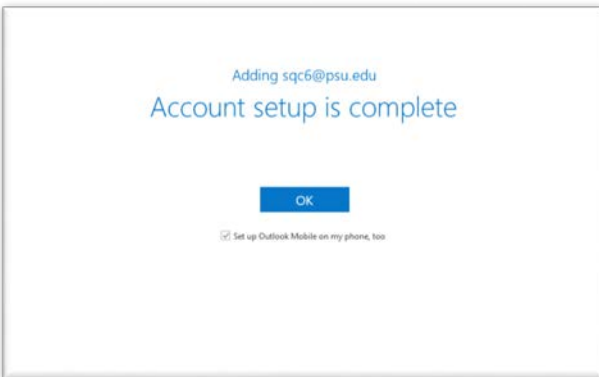 Adding sqc6@psu.edu
Account setup is complete
OK
Set up Outlook Mobile on my phone, too